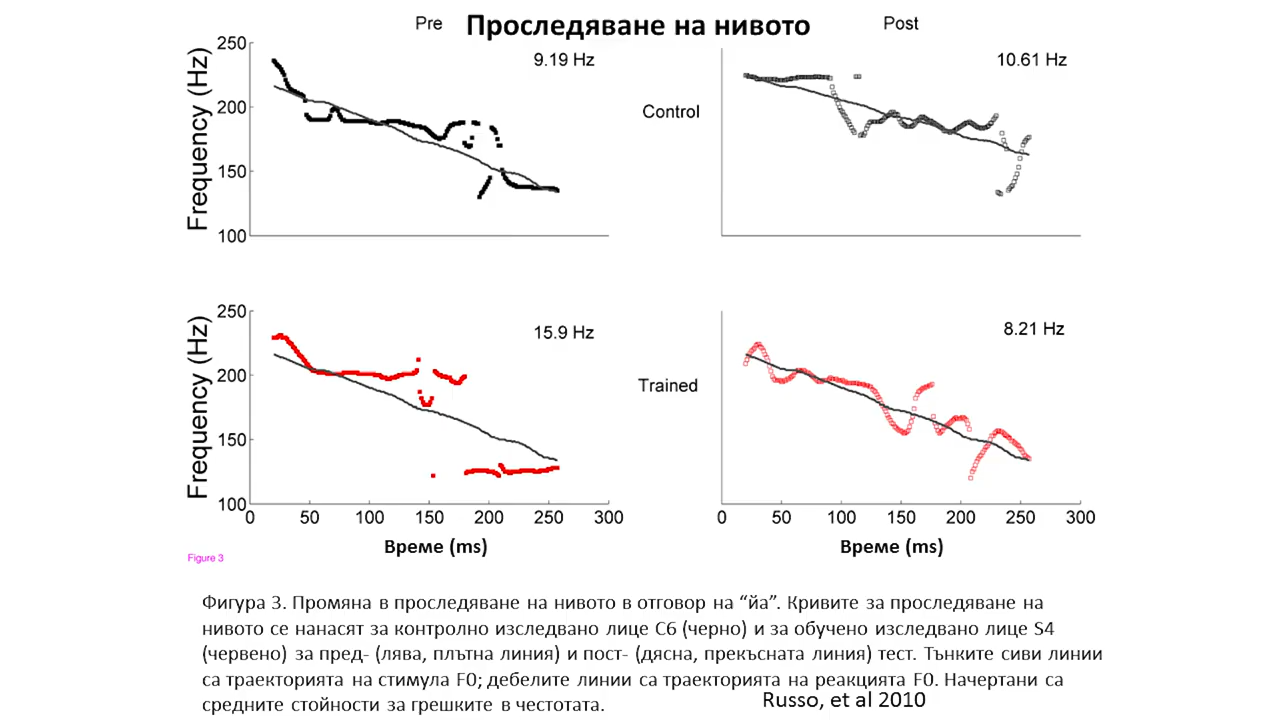 Pre
Проследяване на нивото
Post
250
200
150
100
Frequency (Hz)
9.19 Hz
Control
10.61 Hz
250
200
150
100
Frequency (Hz)
15.9 Hz
Trained
8.21 Hz
0 50 100 150 200 250 300
0 50 100 150 200 250 300
Време (ms)
Време (ms)
Figure 3
Фигура 3. Промяна в проследяване на нивото в отговор на “йа”. Кривите за проследяване на
нивото се нанасят за контролно изследвано лице C6 (черно) и за обучено изследвано лице S4
(червено) за пред- (лява, плътна линия) и пост- (дясна, прекъсната линия) тест. Тънките сиви линии
са траекторията на стимула F0; дебелите линии са траекторията на реакцията F0. Начертани са
средните стойности за грешките в честотата.
Russo, et al 2010